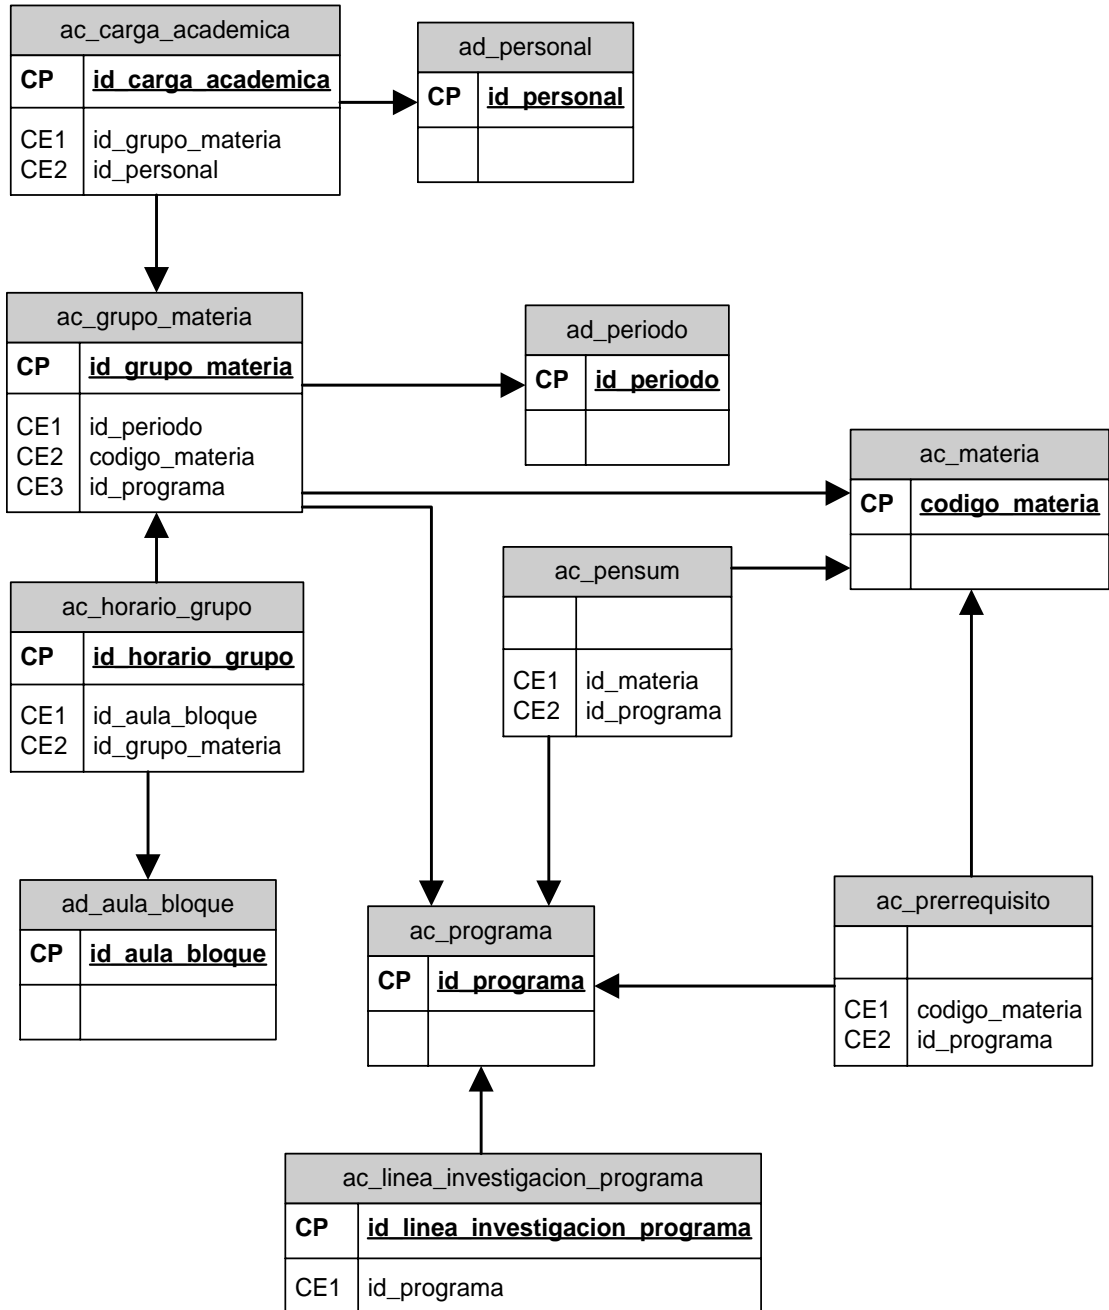 ac_carga_academica
CP id_carga_academica
CE1 id_grupo_materia
CE2 id_personal
ad_personal
CP id_personal
ac_grupo_materia
CP id_grupo_materia
CE1 id_periodo
CE2 codigo_materia
CE3 id_programa
ad_periodo
CP id_periodo
ac_materia
CP codigo_materia
ac_pensum
CE1 id_materia
CE2 id_programa
ac_horario_grupo
CP id_horario_grupo
CE1 id_aula_bloque
CE2 id_grupo_materia
ad_aula_bloque
CP id_aula_bloque
ac_programa
CP id_programa
ac_prerrequisito
CE1 codigo_materia
CE2 id_programa
ac_linea_investigacion_programa
CP id_linea_investigacion_programa
CE1 id_programa